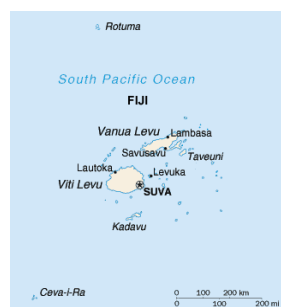 Rotuma
South Pacific Ocean
FIJI
Vanua Levu
Lambasa
Savusavu
Taveuni
Lautoka
Levuka
Viti Levu
SUVA
Kadavu
Ceva-I-Ra
0 100 200 km
0 100 200 mi